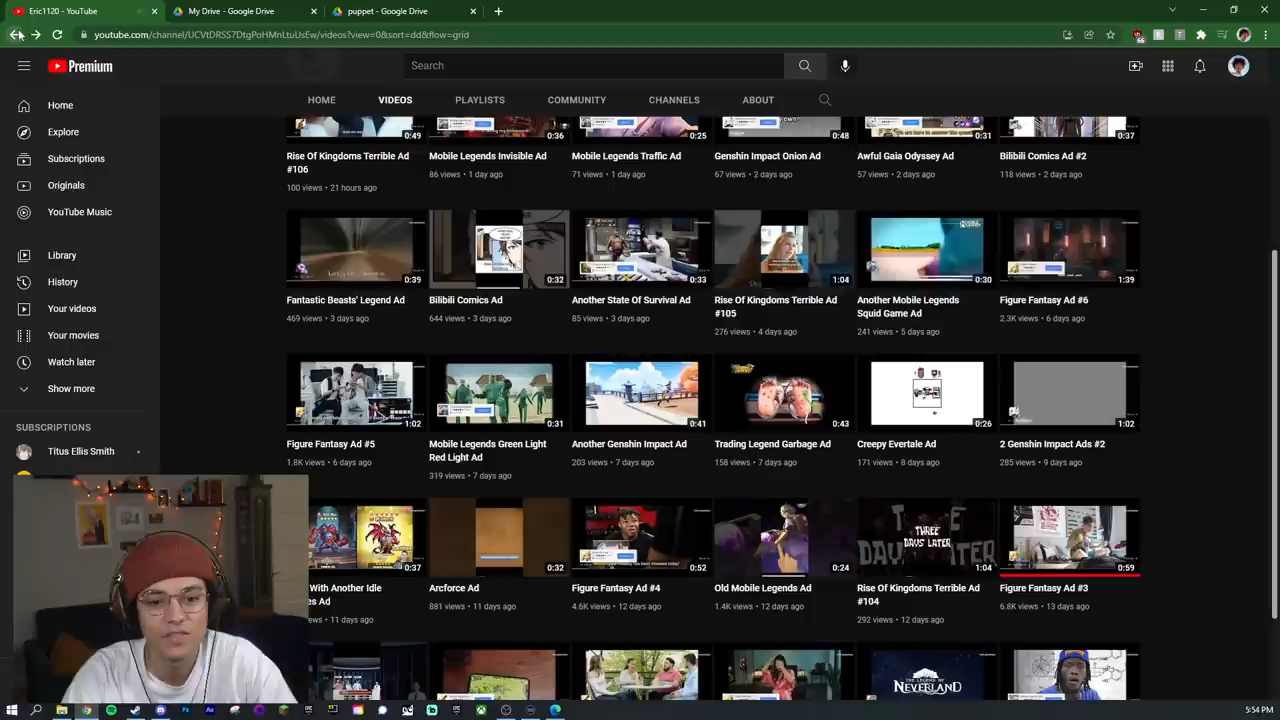 Eric1120 - YouTube
My Drive - Google Drive
puppet - Google Drive
youtube.com/channel/UCVtDRSS7DtgPoHMnLtuUsEw/videos?view=0&sort=dd&flow=grid
66
Premium
Search
HOME VIDEOS PLAYLISTS COMMUNITY CHANNELS ABOUT
Home
Explore
Subscriptions
Originals
YouTube Music
Library
History
Your videos
Your movies
Watch later
Show more
SUBSCRIPTIONS
Titus Ellis Smith
0:49 0:36 0:25 0:48 0:31 0:37
Rise Of Kingdoms Terrible Ad
#106
100 views • 21 hours ago
Mobile Legends Invisible Ad
86 views • 1 day ago
Mobile Legends Traffic Ad
71 views • 1 day ago
Genshin Impact Onion Ad
67 views • 2 days ago
Awful Gaia Odyssey Ad
57 views • 2 days ago
Bilibili Comics Ad #2
118 views • 2 days ago
0:39 0:32 0:33 1:04 0:30 1:39
Fantastic Beasts' Legend Ad
469 views • 3 days ago
Bilibili Comics Ad
644 views • 3 days ago
Another State Of Survival Ad
85 views • 3 days ago
Rise Of Kingdoms Terrible Ad
#105
276 views • 4 days ago
Another Mobile Legends
Squid Game Ad
241 views • 5 days ago
Figure Fantasy Ad #6
2.3K views • 6 days ago
1:02 0:31 0:41 0:43 0:26 1:02
Figure Fantasy Ad #5
1.8K views • 6 days ago
Mobile Legends Green Light
Red Light Ad
319 views • 7 days ago
Another Genshin Impact Ad
203 views • 7 days ago
Trading Legend Garbage Ad
158 views • 7 days ago
Creepy Evertale Ad
171 views • 8 days ago
2 Genshin Impact Ads #2
285 views • 9 days ago
THREE
DAYS LATER
0:37 0:32 0:52 0:24 1:04 0:59
With Another Idle
es Ad
ews • 11 days ago
Arcforce Ad
881 views • 11 days ago
Figure Fantasy Ad #4
4.6K views • 12 days ago
Old Mobile Legends Ad
1.4K views • 12 days ago
Rise Of Kingdoms Terrible Ad
#104
292 views • 12 days ago
Figure Fantasy Ad #3
6.8K views • 13 days ago
THE LEGEND OF
NEVERLAND
5:54 PM